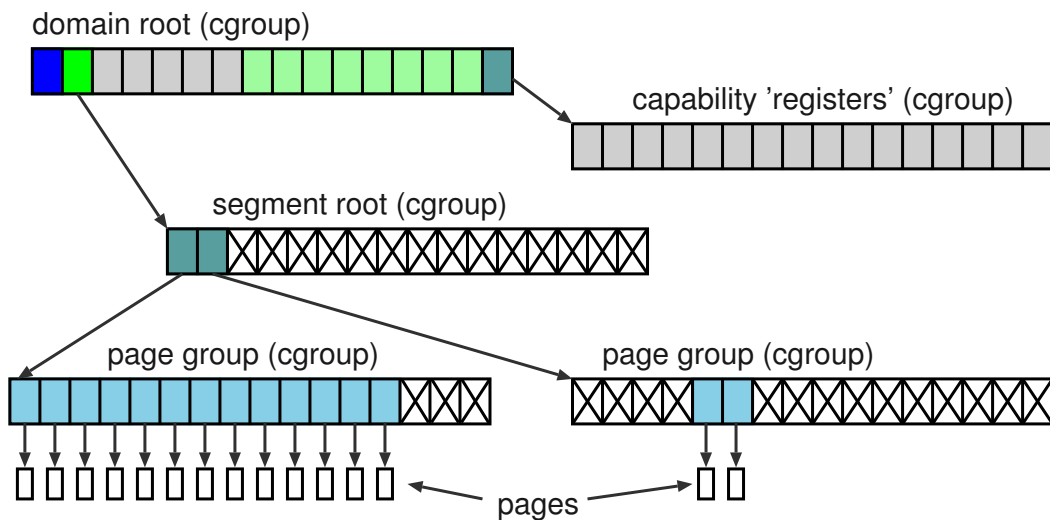 domain root (cgroup)
capability 'registers' (cgroup)
segment root (cgroup)
page group (cgroup)
page group (cgroup)
pages